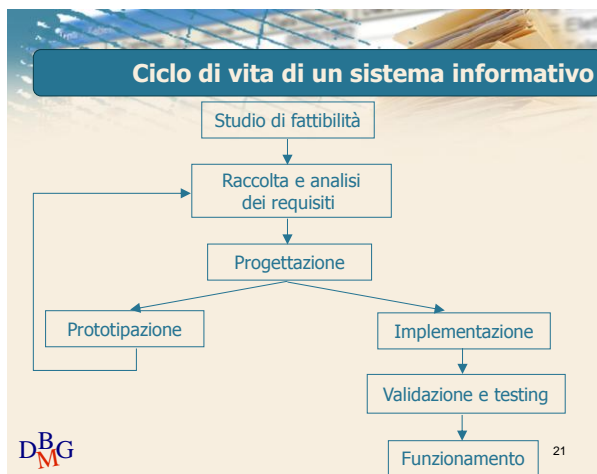 Ciclo di vita di un sistema informativo
Studio di fattibilità
Raccolta e analisi
dei requisiti
Progettazione
Prototipazione
Implementazione
Validazione e testing
Funzionamento
DBMG
21